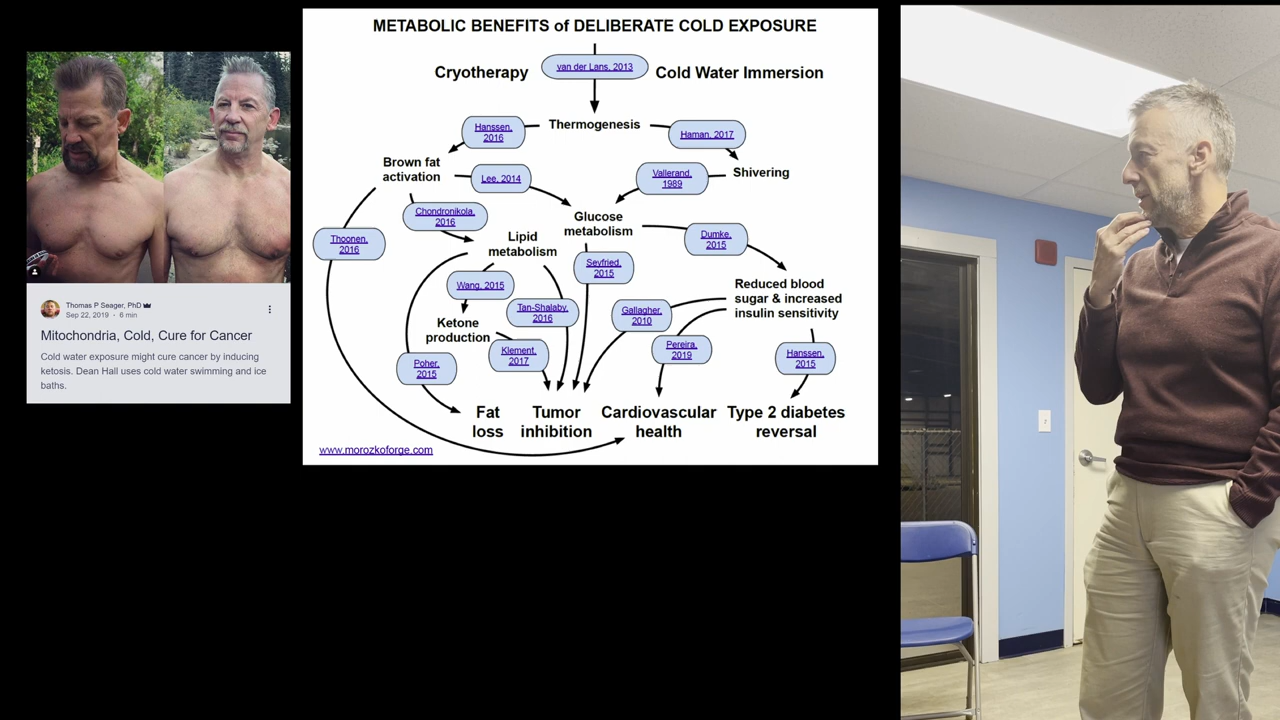 Thomas P Seager, PhD
Sep 22, 2019 · 6 min
Mitochondria, Cold, Cure for Cancer
Cold water exposure might cure cancer by inducing
ketosis. Dean Hall uses cold water swimming and ice
baths.
METABOLIC BENEFITS of DELIBERATE COLD EXPOSURE
Cryotherapy
van der Lans, 2013
Cold Water Immersion
Hanssen,
2016
Thermogenesis
Haman, 2017
Brown fat
activation
Lee, 2014
Vallerand,
1989
Shivering
Chondronikola,
2016
Glucose
metabolism
Thoonen,
2016
Lipid
metabolism
Dumke,
2015
Seyfried,
2015
Wang, 2015
Reduced blood
sugar & increased
insulin sensitivity
Tan-Shalaby,
2016
Gallagher,
2010
Ketone
production
Klement,
2017
Pereira,
2019
Hanssen,
2015
Poher,
2015
Fat
loss
Tumor
inhibition
Cardiovascular
health
Type 2 diabetes
reversal
www.morozkoforge.com